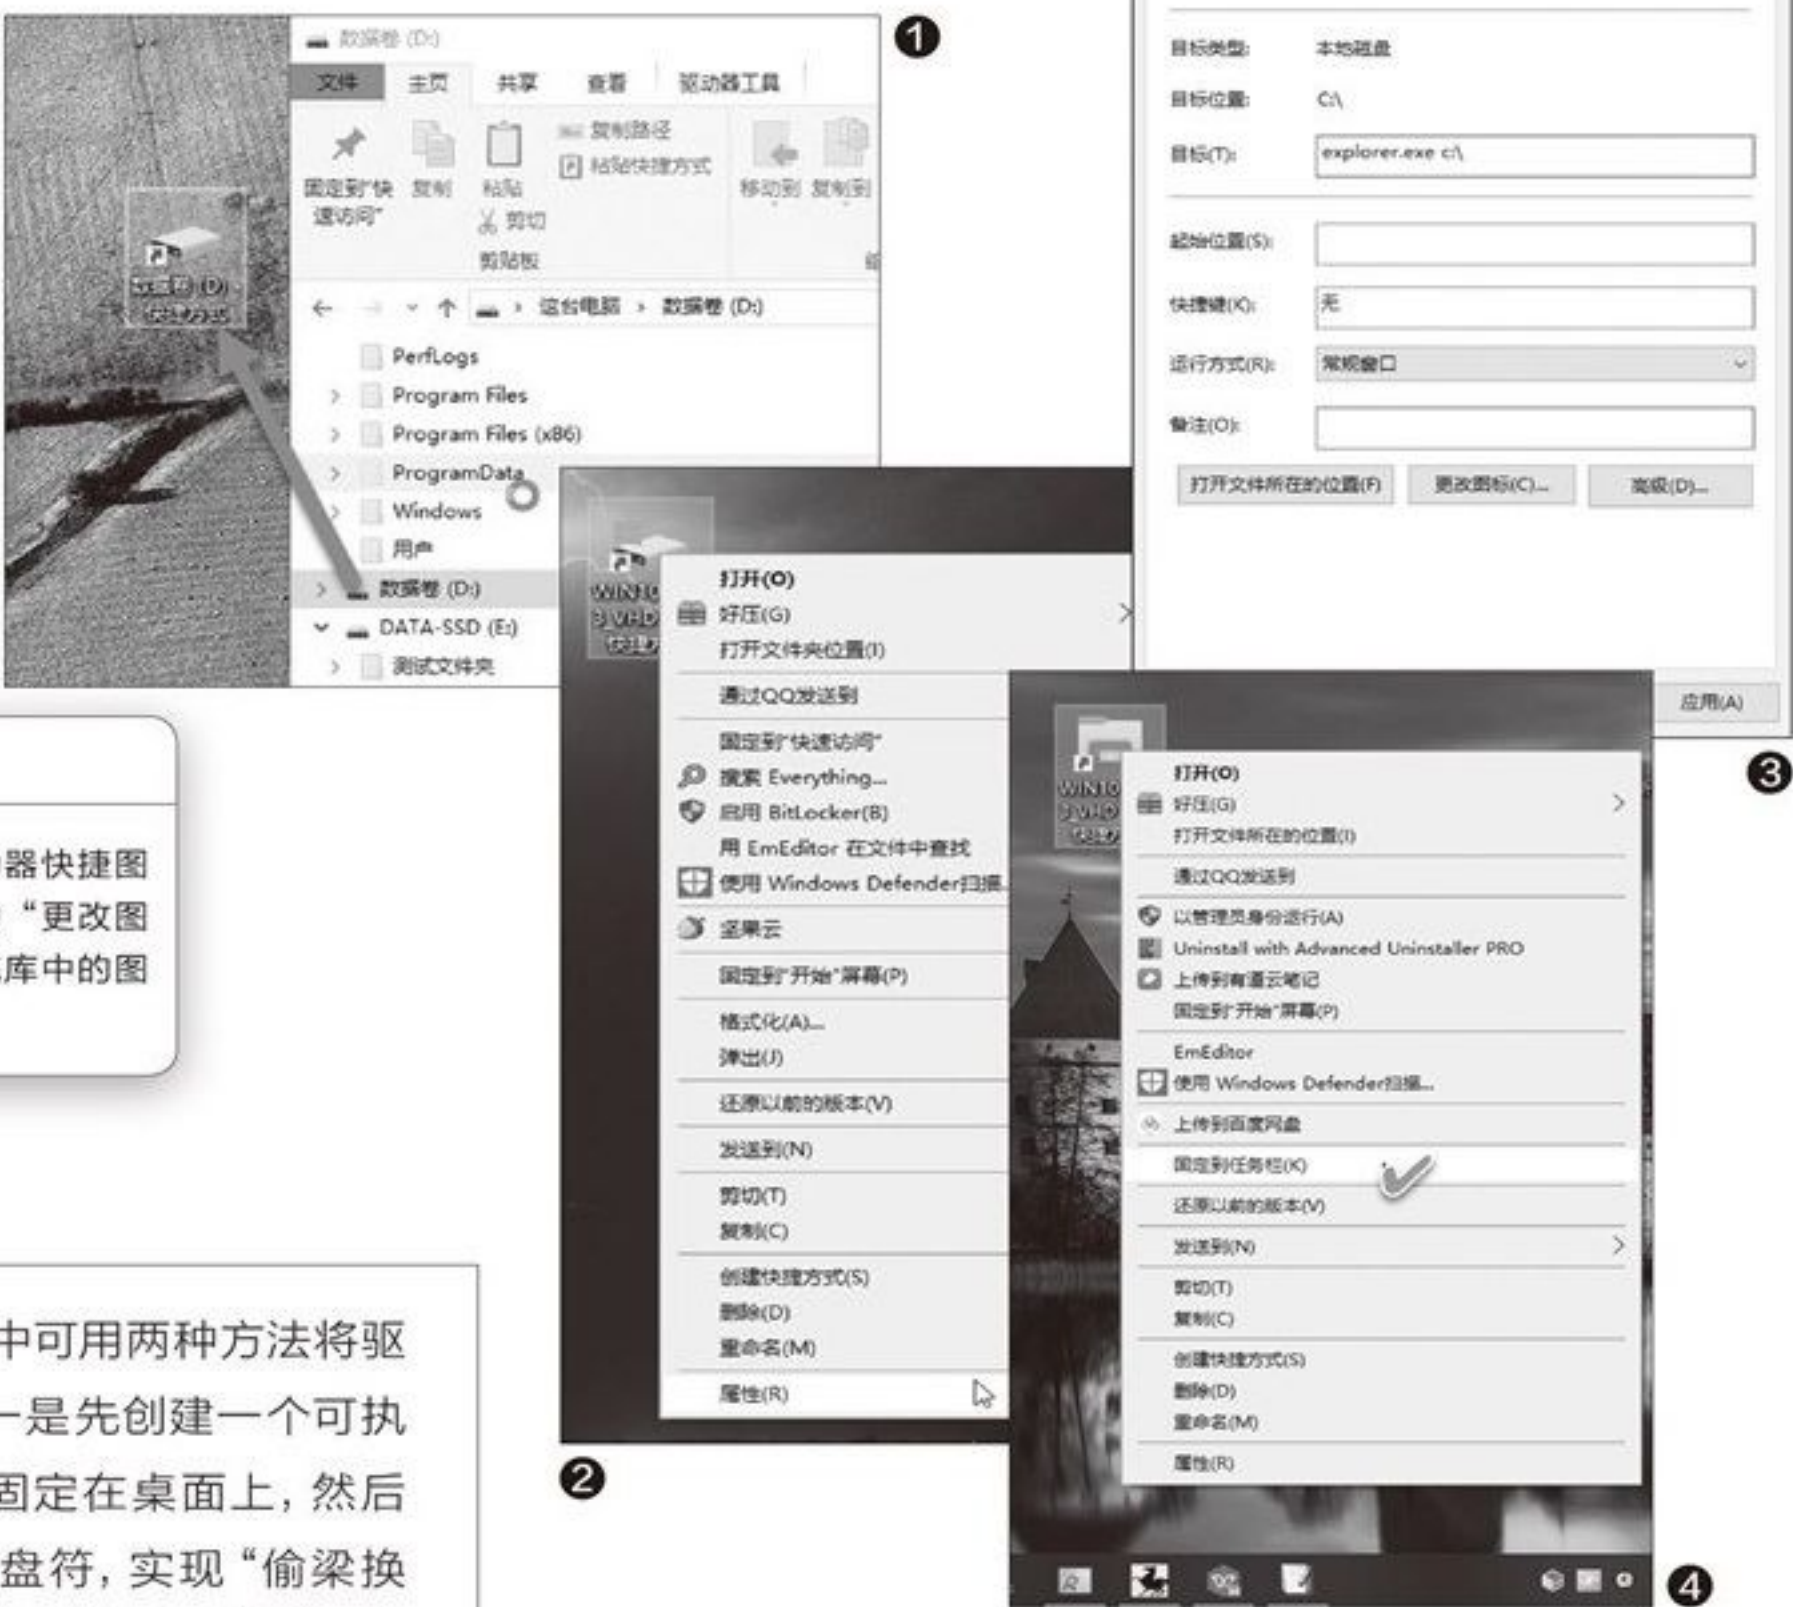 ❶
数据卷 (D:)
文件 主页 共享 查看 驱动器工具
固定到"快速访问"
复制
粘贴
复制路径
粘贴快捷方式
剪切
移动到 复制到
剪贴板
数据卷 (D) -
快捷方式
这台电脑 › 数据卷 (D:)
PerfLogs
Program Files
Program Files (x86)
ProgramData
Windows
用户
数据卷 (D:)
DATA-SSD (E:)
测试文件夹
目标类型: 本地磁盘
目标位置: C:\
目标(T): explorer.exe c:\
起始位置(S):
快捷键(K): 无
运行方式(R): 常规窗口
备注(O):
打开文件所在的位置(F) 更改图标(C)... 高级(D)...
应用(A)
❸
器快捷图
“更改图
库中的图
中可用两种方法将驱
一是先创建一个可执
固定在桌面上, 然后
盘符, 实现“偷梁换
WIN10
3_VHD
打开(O)
好压(G)
打开文件夹位置(I)
通过QQ发送到
固定到"快速访问"
搜索 Everything...
启用 BitLocker(B)
用 EmEditor 在文件中查找
使用 Windows Defender扫描
坚果云
固定到"开始"屏幕(P)
格式化(A)...
弹出(J)
还原以前的版本(V)
发送到(N)
剪切(T)
复制(C)
创建快捷方式(S)
删除(D)
重命名(M)
属性(R)
❷
WIN10
3_VHD
打开(O)
好压(G)
打开文件所在的位置(I)
通过QQ发送到
以管理员身份运行(A)
Uninstall with Advanced Uninstaller PRO
上传到有道云笔记
固定到"开始"屏幕(P)
EmEditor
使用 Windows Defender扫描...
上传到百度网盘
固定到任务栏(K)
还原以前的版本(V)
发送到(N)
剪切(T)
复制(C)
创建快捷方式(S)
删除(D)
重命名(M)
属性(R)
❹